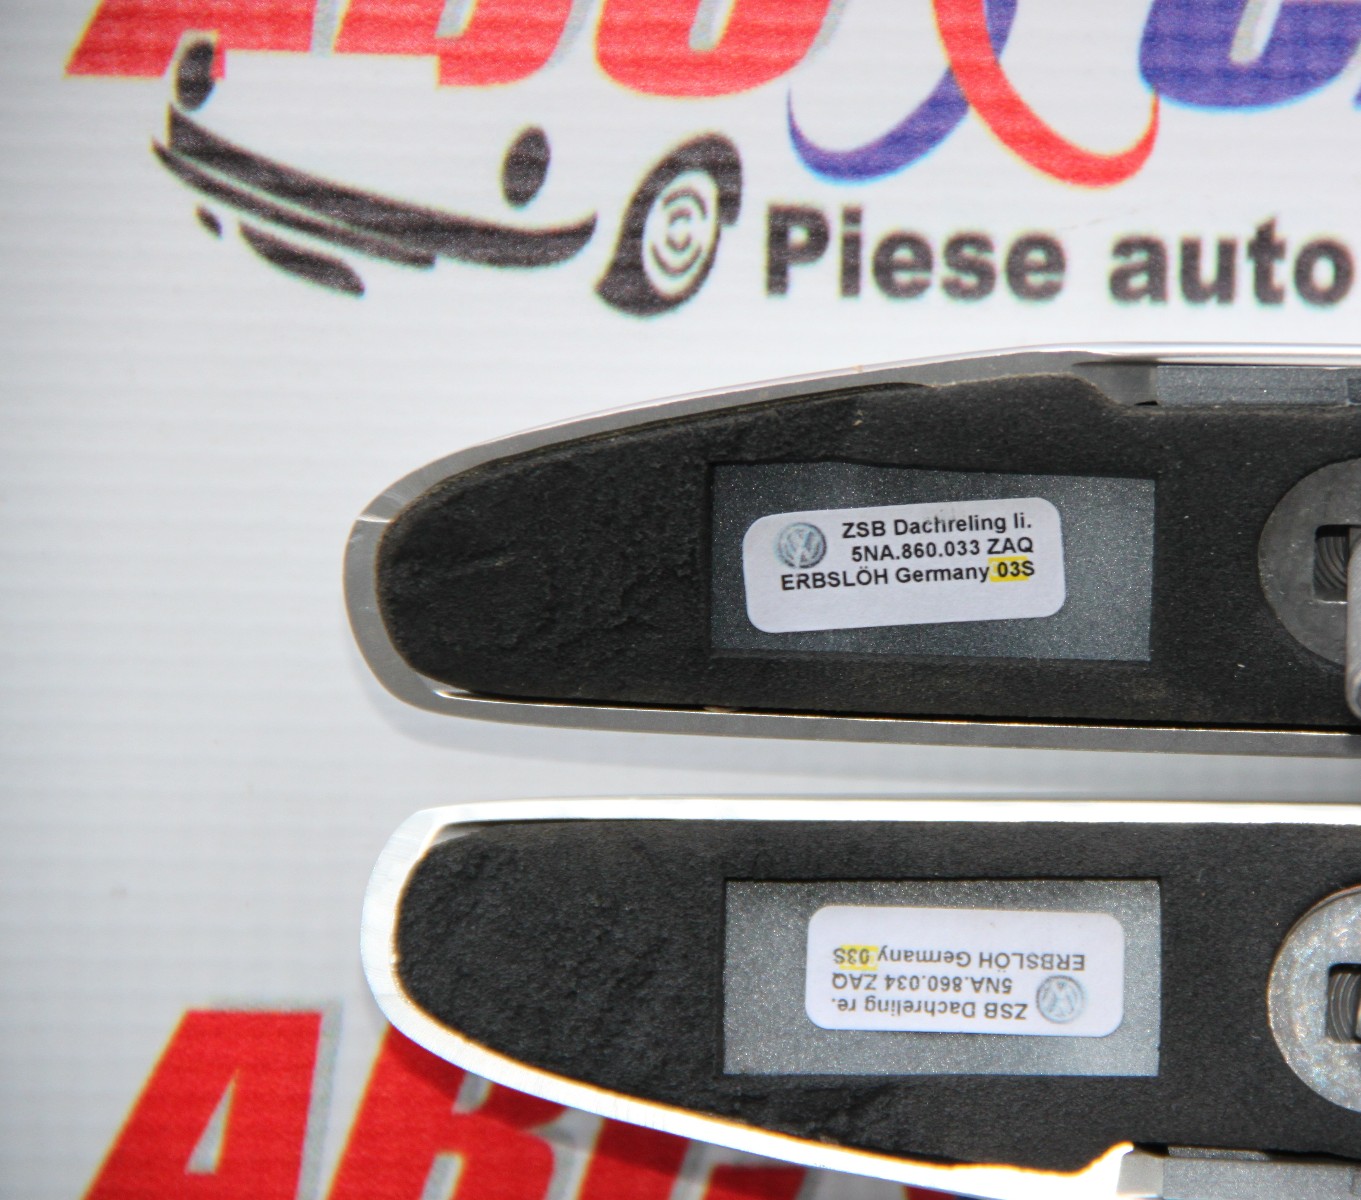 Piese auto
ZSB Dachreling li.
5NA.860.033 ZAQ
ERBSLÖH Germany 03S
ZSB Dachreling re.
5NA.860.034 ZAQ
ERBSLÖH Germany 03S